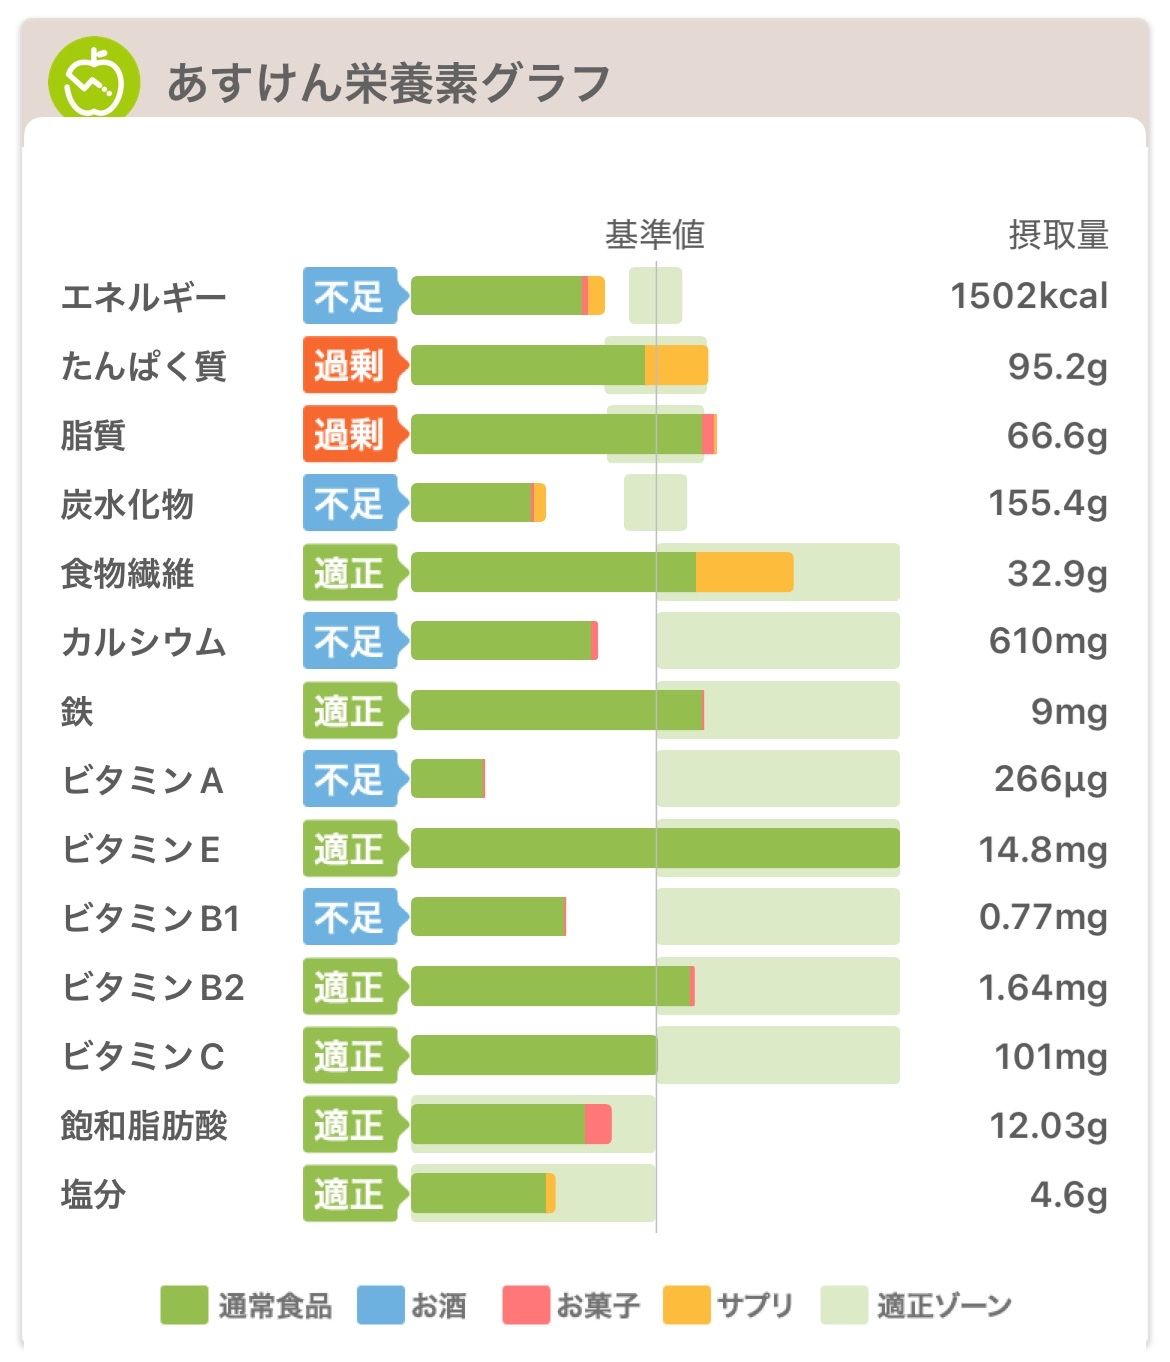 あすけん栄養素グラフ
基準値 摂取量
エネルギー 不足 1502kcal
たんぱく質 過剰 95.2g
脂質 過剰 66.6g
炭水化物 不足 155.4g
食物繊維 適正 32.9g
カルシウム 不足 610mg
鉄 適正 9mg
ビタミンA 不足 266μg
ビタミンE 適正 14.8mg
ビタミンB1 不足 0.77mg
ビタミンB2 適正 1.64mg
ビタミンC 適正 101mg
飽和脂肪酸 適正 12.03g
塩分 適正 4.6g
通常食品 お酒 お菓子 サプリ 適正ゾーン